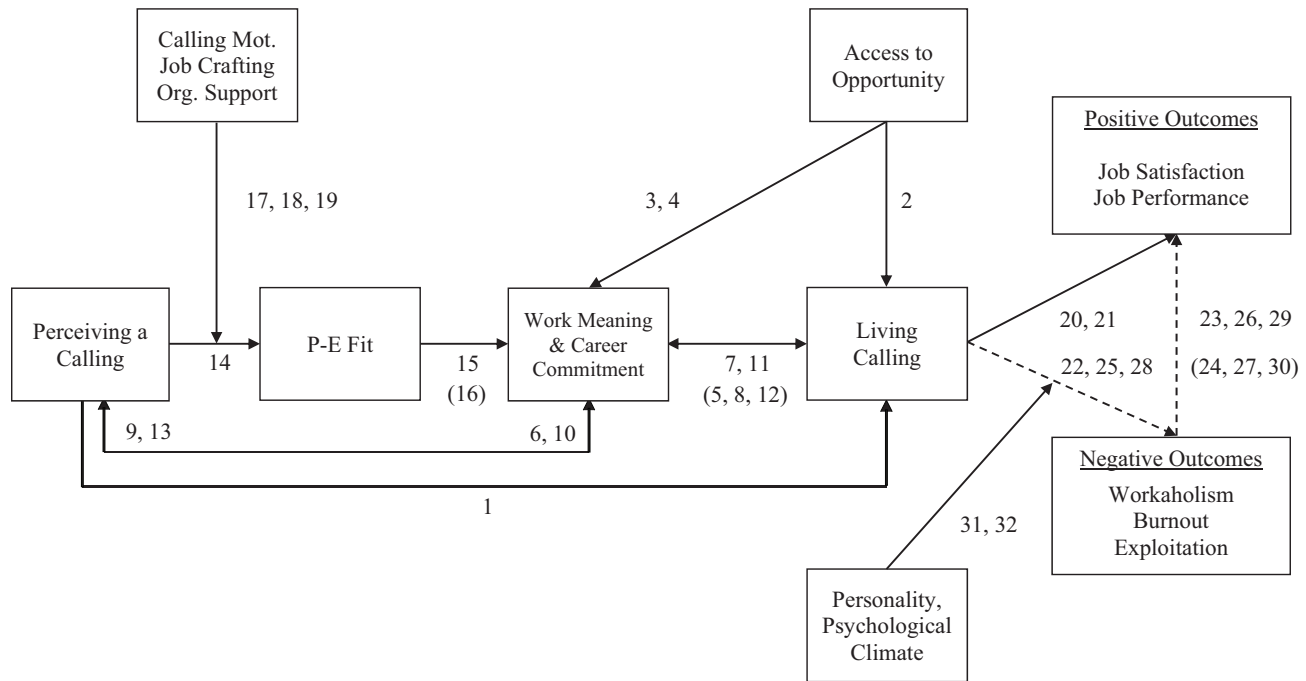 Calling Mot.
Job Crafting
Org. Support
Access to
Opportunity
Positive Outcomes
Job Satisfaction
Job Performance
17, 18, 19
3, 4
2
Perceiving a
Calling
14
P-E Fit
15
(16)
Work Meaning
& Career
Commitment
7, 11
(5, 8, 12)
Living
Calling
20, 21
22, 25, 28
23, 26, 29
(24, 27, 30)
9, 13
6, 10
1
Negative Outcomes
Workaholism
Burnout
Exploitation
31, 32
Personality,
Psychological
Climate